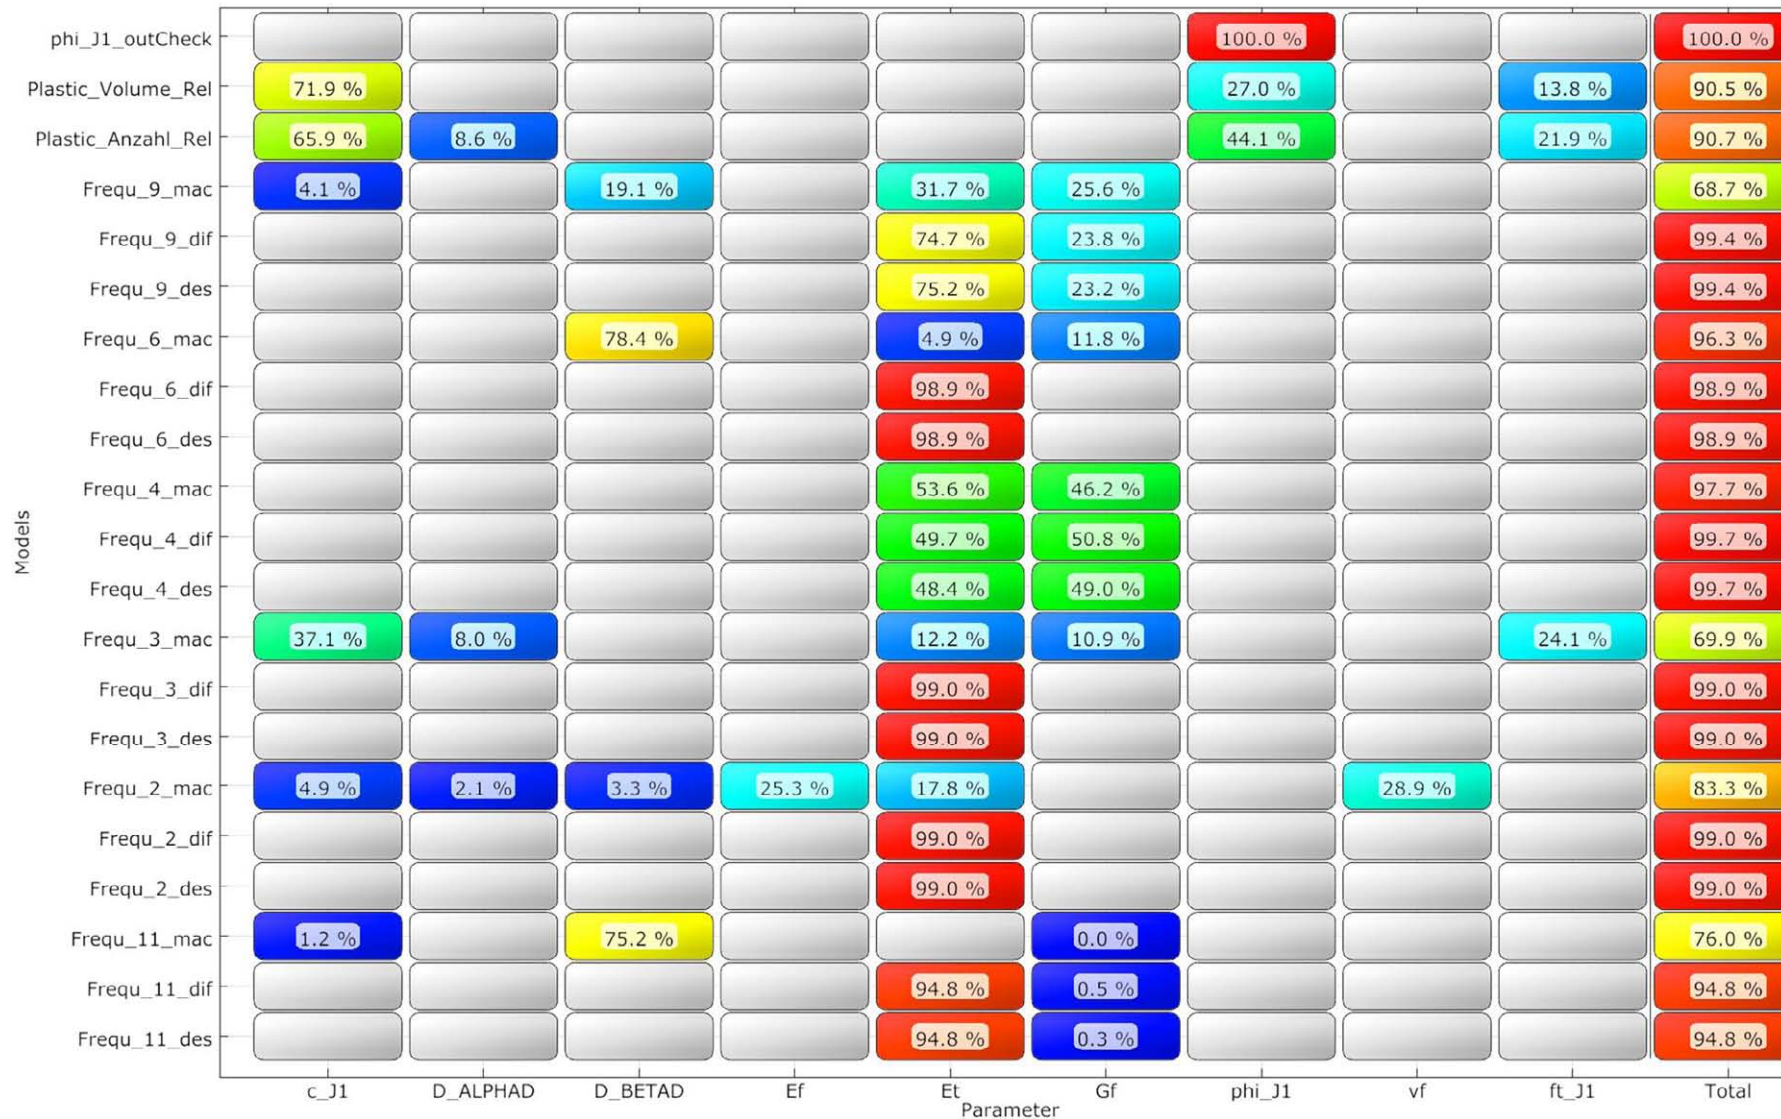 phi_J1_outCheck 100.0 % 100.0 %
Plastic_Volume_Rel 71.9 % 27.0 % 13.8 % 90.5 %
Plastic_Anzahl_Rel 65.9 % 8.6 % 44.1 % 21.9 % 90.7 %
Frequ_9_mac 4.1 % 19.1 % 31.7 % 25.6 % 68.7 %
Frequ_9_dif 74.7 % 23.8 % 99.4 %
Frequ_9_des 75.2 % 23.2 % 99.4 %
Frequ_6_mac 78.4 % 4.9 % 11.8 % 96.3 %
Frequ_6_dif 98.9 % 98.9 %
Frequ_6_des 98.9 % 98.9 %
Frequ_4_mac 53.6 % 46.2 % 97.7 %
Frequ_4_dif 49.7 % 50.8 % 99.7 %
Frequ_4_des 48.4 % 49.0 % 99.7 %
Frequ_3_mac 37.1 % 8.0 % 12.2 % 10.9 % 24.1 % 69.9 %
Frequ_3_dif 99.0 % 99.0 %
Frequ_3_des 99.0 % 99.0 %
Frequ_2_mac 4.9 % 2.1 % 3.3 % 25.3 % 17.8 % 28.9 % 83.3 %
Frequ_2_dif 99.0 % 99.0 %
Frequ_2_des 99.0 % 99.0 %
Frequ_11_mac 1.2 % 75.2 % 0.0 % 76.0 %
Frequ_11_dif 94.8 % 0.5 % 94.8 %
Frequ_11_des 94.8 % 0.3 % 94.8 %
c_J1 D_ALPHAD D_BETAD Ef Et Gf phi_J1 vf ft_J1 Total
Parameter
Models